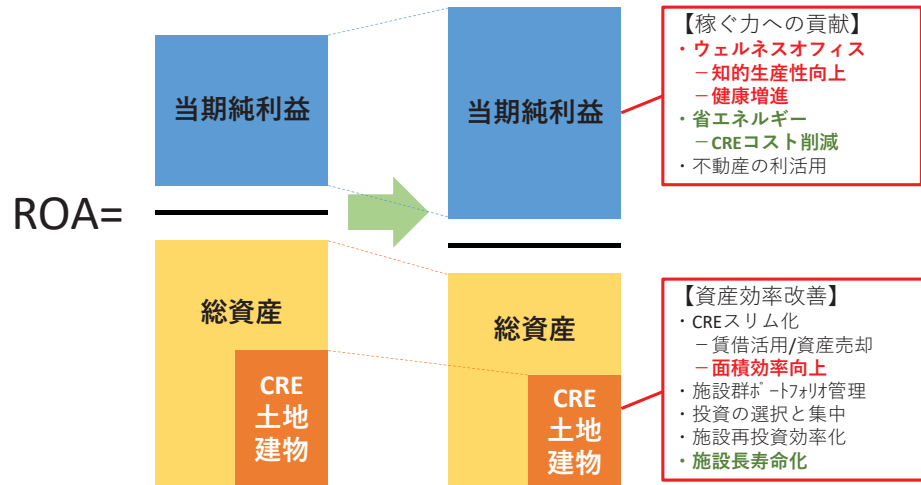 ROA=
当期純利益
総資産
CRE
土地
建物
当期純利益
総資産
CRE
土地
建物
【稼ぐ力への貢献】
・ウェルネスオフィス
－知的生産性向上
－健康増進
・省エネルギー
－CREコスト削減
・不動産の利活用
【資産効率改善】
・CREスリム化
－賃借活用/資産売却
－面積効率向上
・施設群ﾎﾟｰﾄﾌｫﾘｵ管理
・投資の選択と集中
・施設再投資効率化
・施設長寿命化